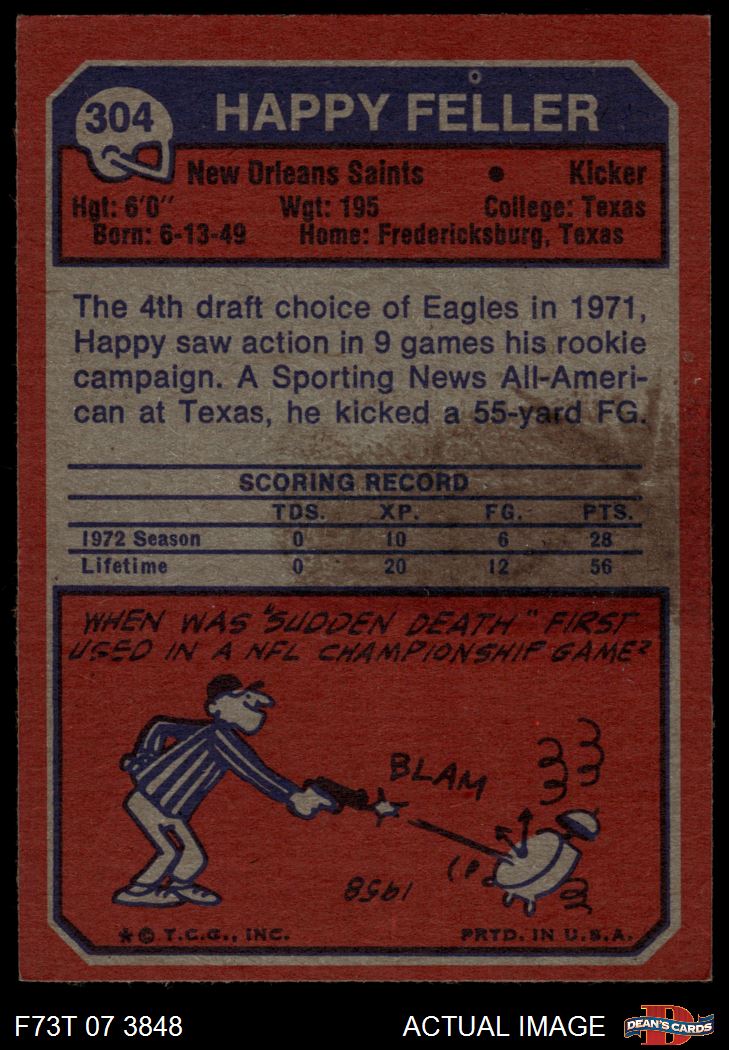 304
HAPPY FELLER
New Orleans Saints • Kicker
Hgt: 6'0" Wgt: 195 College: Texas
Born: 6-13-49 Home: Fredericksburg, Texas
The 4th draft choice of Eagles in 1971,
Happy saw action in 9 games his rookie
campaign. A Sporting News All-Ameri-
can at Texas, he kicked a 55-yard FG.
SCORING RECORD
TDS. XP. FG. PTS.
1972 Season 0 10 6 28
Lifetime 0 20 12 56
WHEN WAS "SUDDEN DEATH" FIRST
USED IN A NFL CHAMPIONSHIP GAME?
BLAM
1958
★ © T.C.G., INC. PRTD. IN U.S.A.
F73T 07 3848 ACTUAL IMAGE DEAN'S CARDS